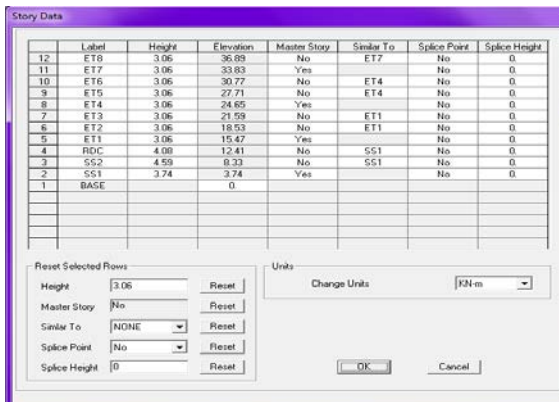 Story Data
Label Height Elevation Master Story Similar To Splice Point Splice Height
12 ET8 3.06 36.89 No ET7 No 0.
11 ET7 3.06 33.83 Yes No 0.
10 ET6 3.06 30.77 No ET4 No 0.
9 ET5 3.06 27.71 No ET4 No 0.
8 ET4 3.06 24.65 Yes No 0.
7 ET3 3.06 21.59 No ET1 No 0.
6 ET2 3.06 18.53 No ET1 No 0.
5 ET1 3.06 15.47 Yes No 0.
4 RDC 4.08 12.41 No SS1 No 0.
3 SS2 4.59 8.33 No SS1 No 0.
2 SS1 3.74 3.74 Yes No 0.
1 BASE 0.
Reset Selected Rows
Height 3.06 Reset
Master Story No Reset
Similar To NONE Reset
Splice Point No Reset
Splice Height 0 Reset
Units
Change Units KN-m
OK Cancel